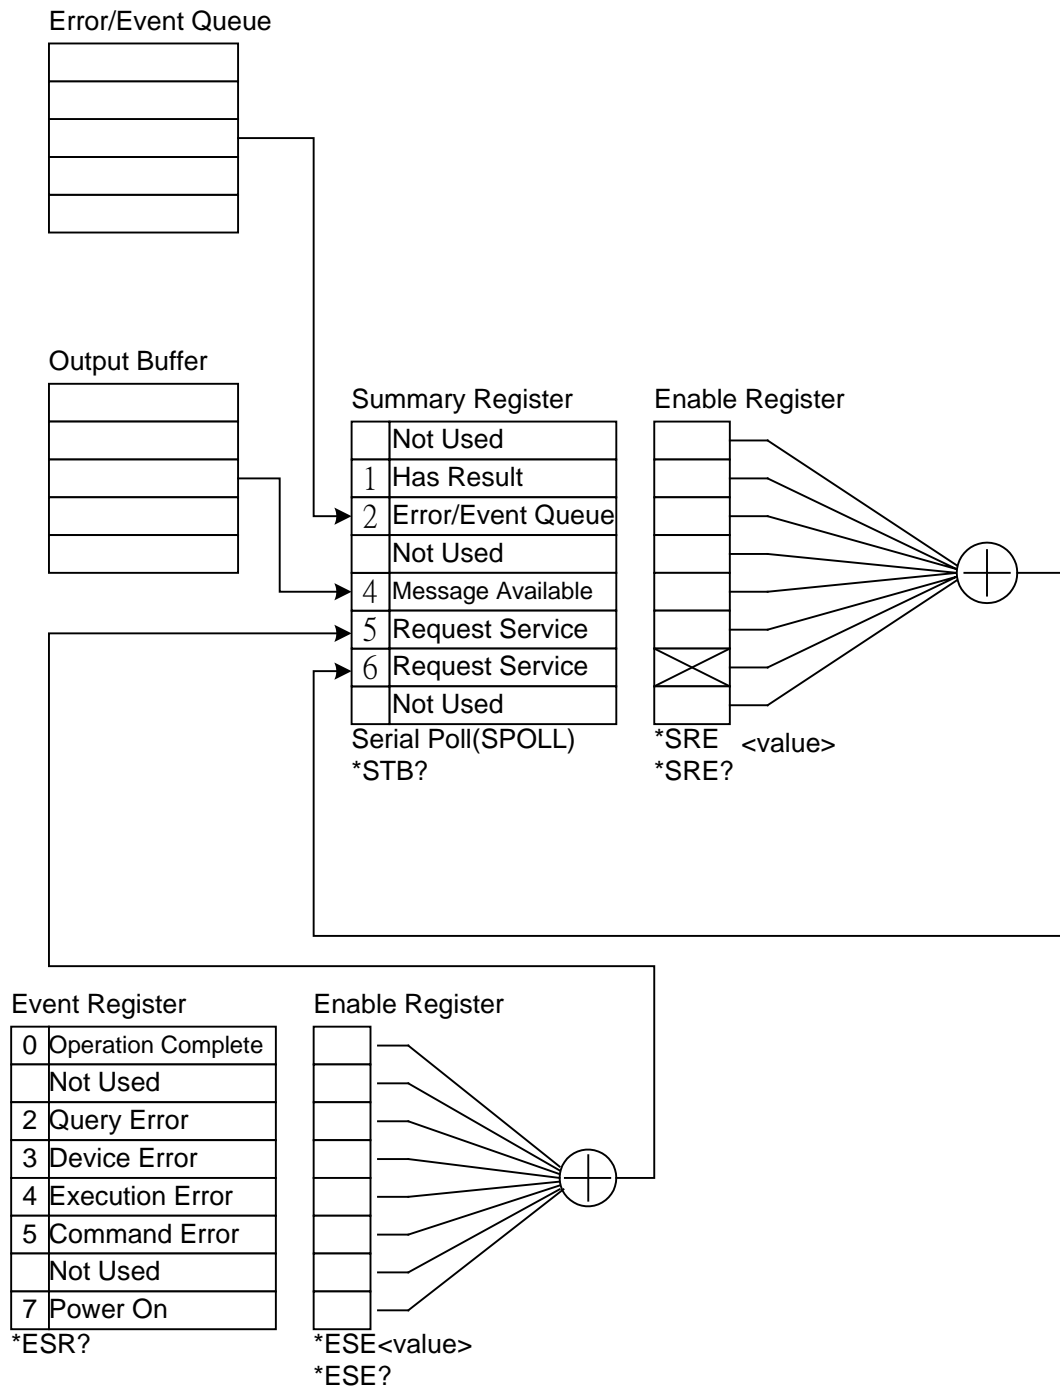 Error/Event Queue
Output Buffer
Summary Register
Not Used
1 Has Result
2 Error/Event Queue
Not Used
4 Message Available
5 Request Service
6 Request Service
Not Used
Serial Poll(SPOLL)
*STB?
Enable Register
*SRE <value>
*SRE?
Event Register
0 Operation Complete
Not Used
2 Query Error
3 Device Error
4 Execution Error
5 Command Error
Not Used
7 Power On
*ESR?
Enable Register
*ESE<value>
*ESE?